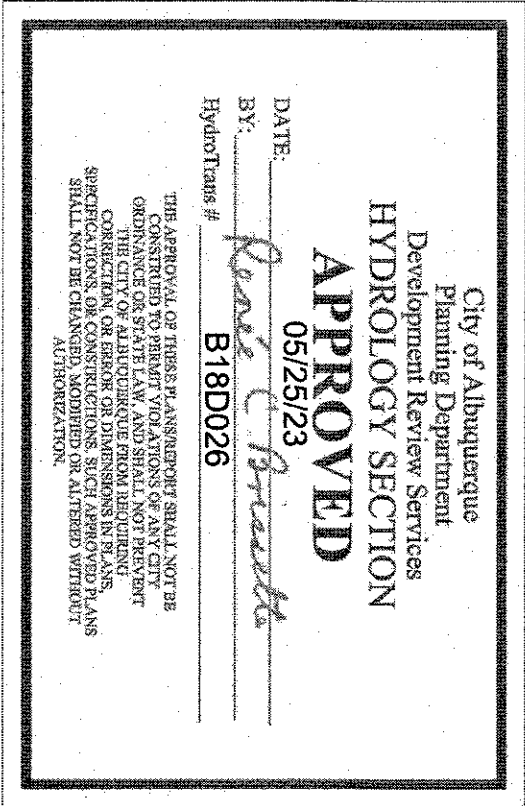 City of Albuquerque
Planning Department
Development Review Services
HYDROLOGY SECTION
APPROVED
DATE: 05/25/23
BY: Reneé C. Brissette
HydroTrans # B18D026
THE APPROVAL OF THESE PLANS/REPORT SHALL NOT BE
CONSTRUED TO PERMIT VIOLATIONS OF ANY CITY
ORDINANCE OR STATE LAW, AND SHALL NOT PREVENT
THE CITY OF ALBUQUERQUE FROM REQUIRING
CORRECTION, OR ERROR OR DIMENSIONS IN PLANS,
SPECIFICATIONS, OR CONSTRUCTIONS. SUCH APPROVED PLANS
SHALL NOT BE CHANGED, MODIFIED OR ALTERED WITHOUT
AUTHORIZATION.